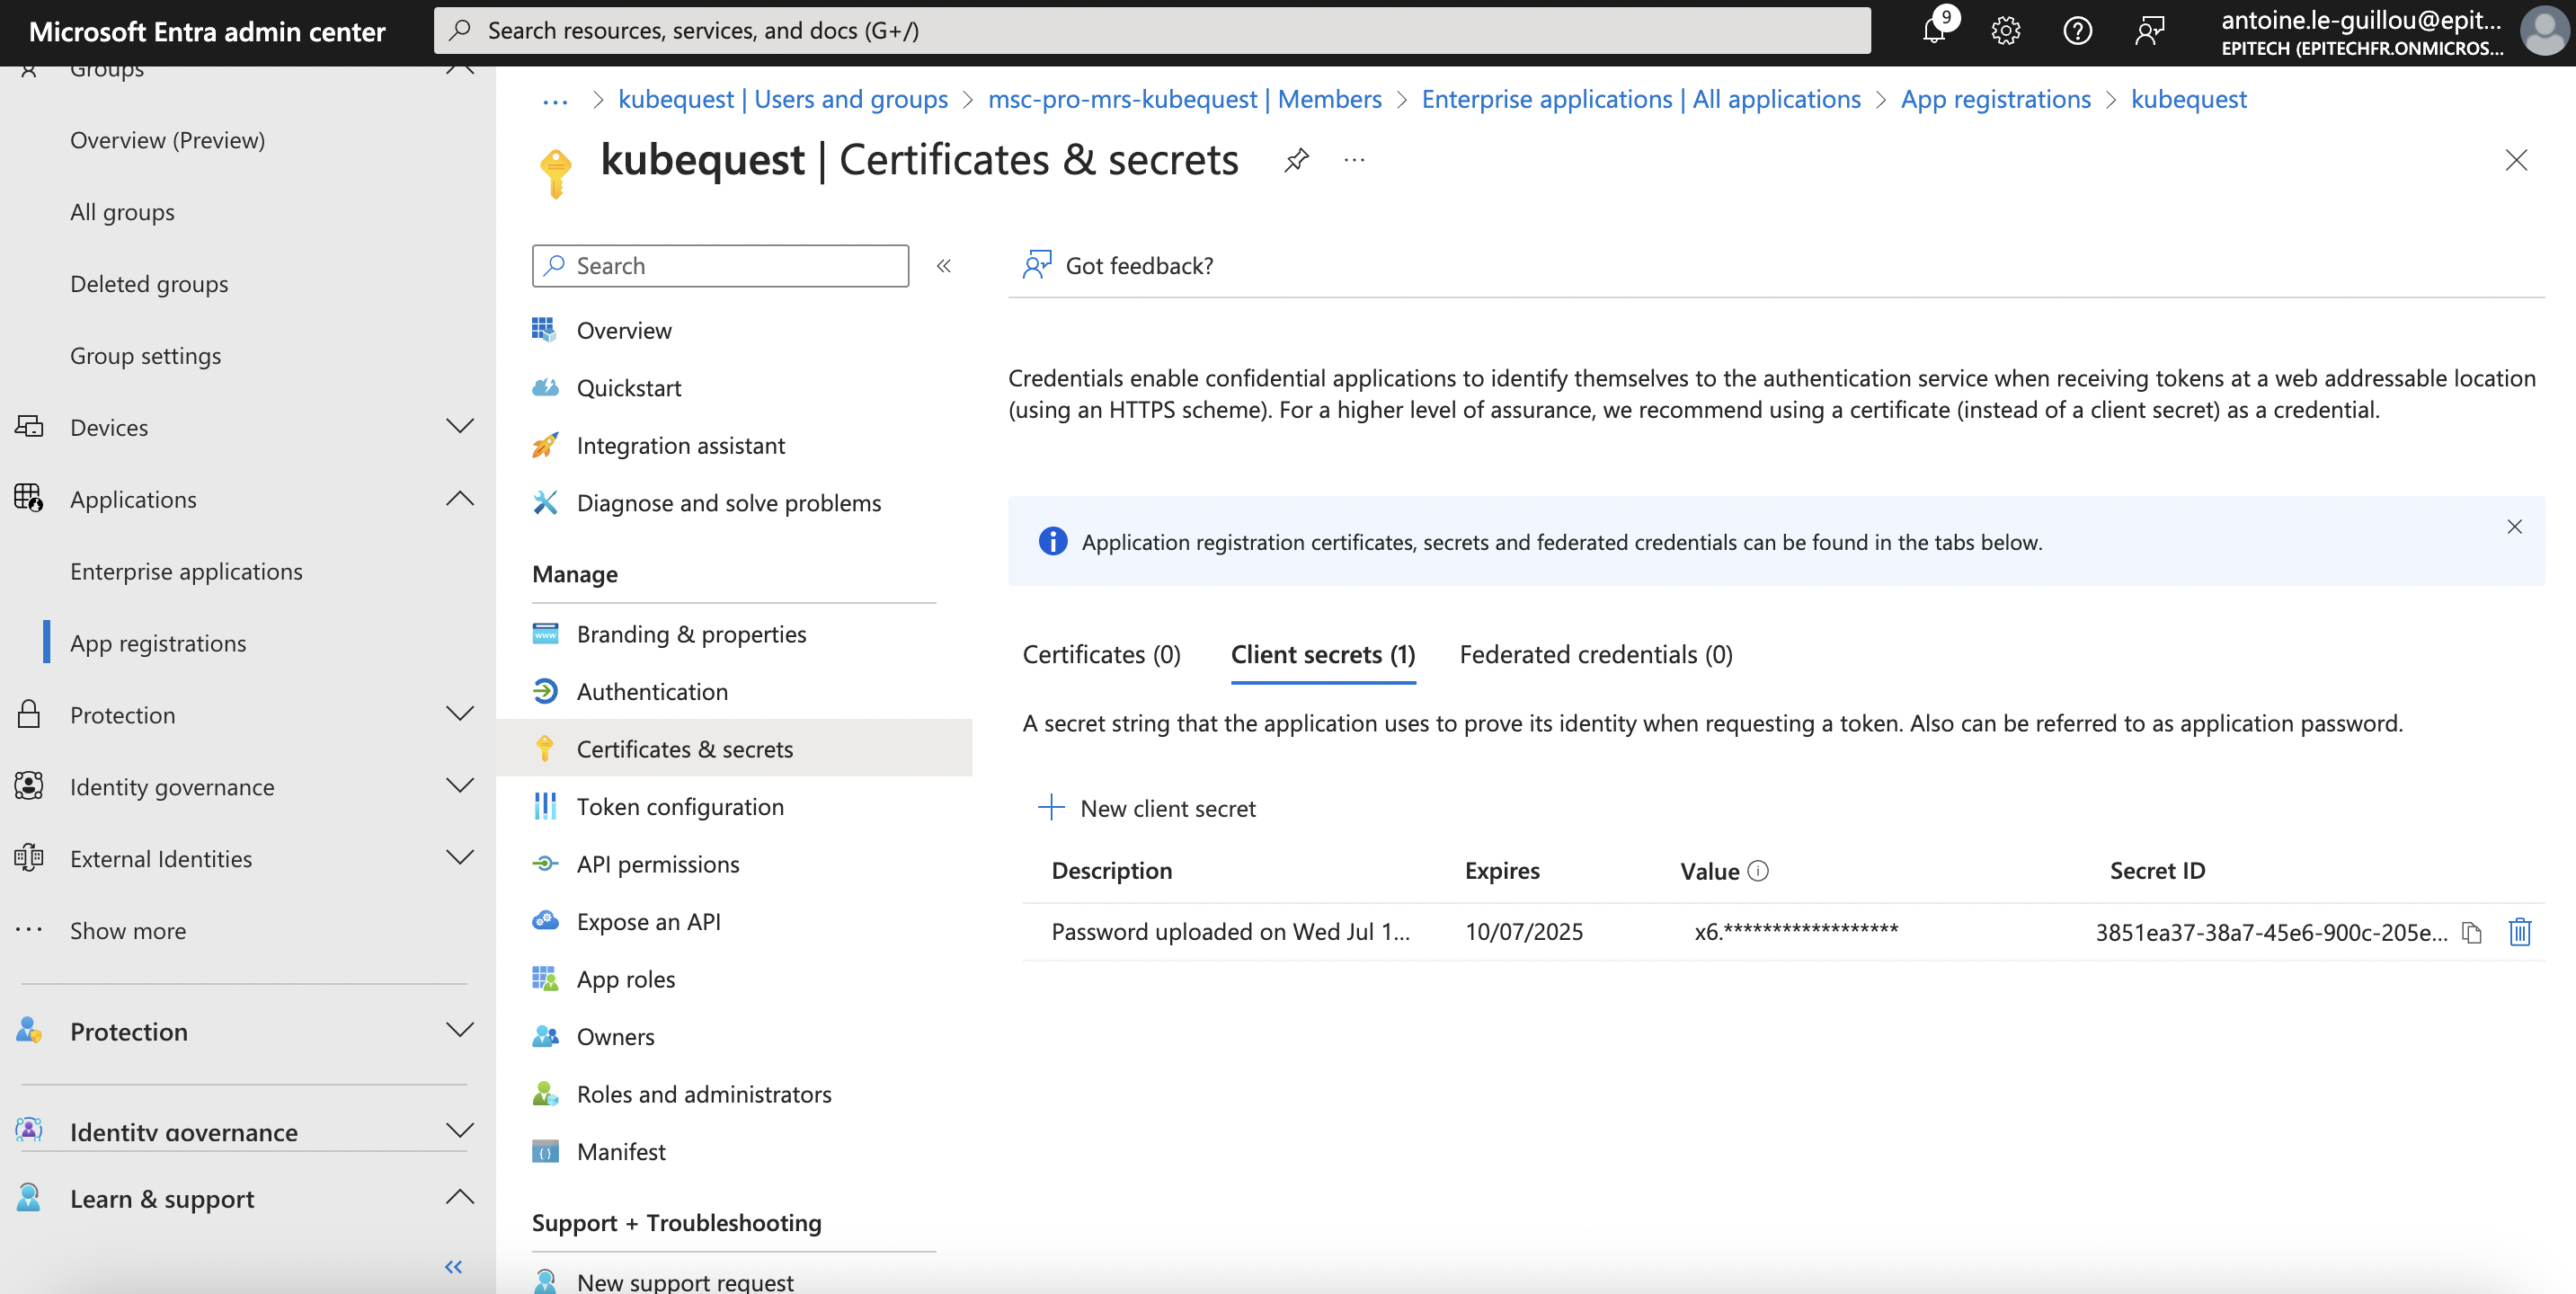 Microsoft Entra admin center
Search resources, services, and docs (G+/)
9
antoine.le-guillou@epit...
EPITECH (EPITECHFR.ONMICROS...
Groups
Overview (Preview)
All groups
Deleted groups
Group settings
Devices
Applications
Enterprise applications
App registrations
Protection
Identity governance
External Identities
... Show more
Protection
Identity governance
Learn & support
«
... > kubequest | Users and groups > msc-pro-mrs-kubequest | Members > Enterprise applications | All applications > App registrations > kubequest
kubequest | Certificates & secrets ...
Search «
Overview
Quickstart
Integration assistant
Diagnose and solve problems
Manage
Branding & properties
Authentication
Certificates & secrets
Token configuration
API permissions
Expose an API
App roles
Owners
Roles and administrators
Manifest
Support + Troubleshooting
New support request
Got feedback?
Credentials enable confidential applications to identify themselves to the authentication service when receiving tokens at a web addressable location
(using an HTTPS scheme). For a higher level of assurance, we recommend using a certificate (instead of a client secret) as a credential.
Application registration certificates, secrets and federated credentials can be found in the tabs below.
Certificates (0) Client secrets (1) Federated credentials (0)
A secret string that the application uses to prove its identity when requesting a token. Also can be referred to as application password.
New client secret
Description Expires Value Secret ID
Password uploaded on Wed Jul 1... 10/07/2025 x6.****************** 3851ea37-38a7-45e6-900c-205e...